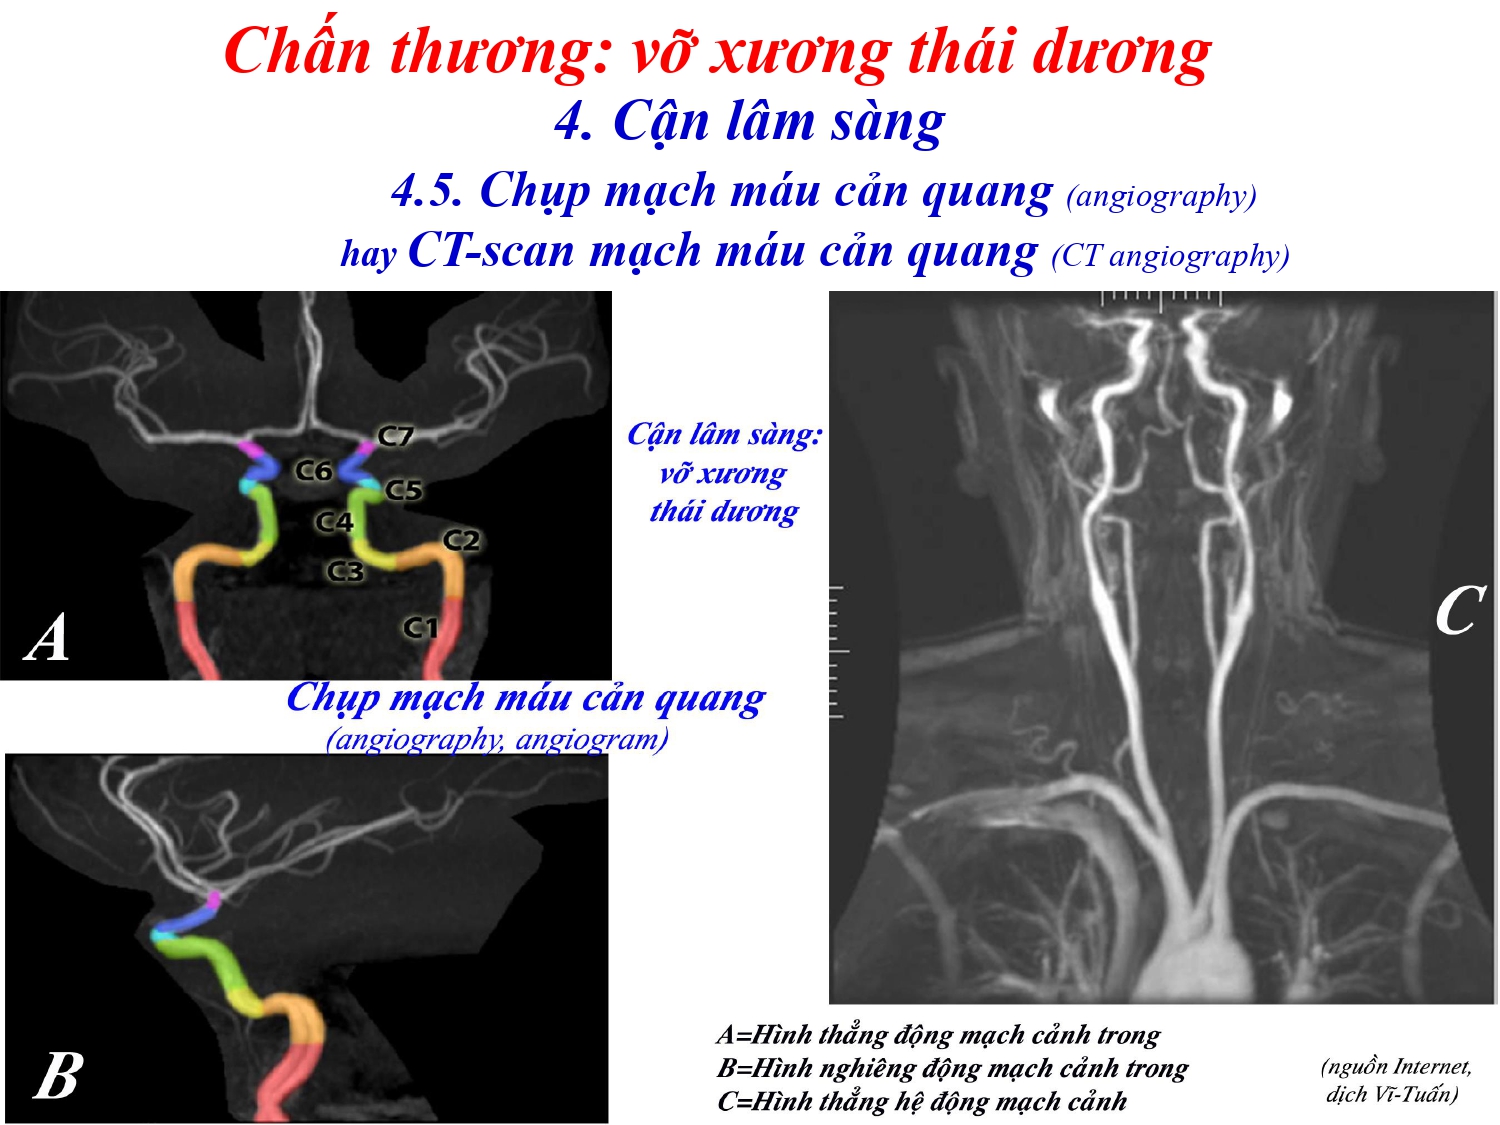 Chấn thương: vỡ xương thái dương
4. Cận lâm sàng
4.5. Chụp mạch máu cản quang (angiography)
hay CT-scan mạch máu cản quang (CT angiography)
C7
C6
C5
C4
C2
C3
C1
A
Cận lâm sàng:
vỡ xương
thái dương
C
Chụp mạch máu cản quang
(angiography, angiogram)
B
A=Hình thẳng động mạch cảnh trong
B=Hình nghiêng động mạch cảnh trong
C=Hình thẳng hệ động mạch cảnh
(nguồn Internet,
dịch Vĩ-Tuấn)